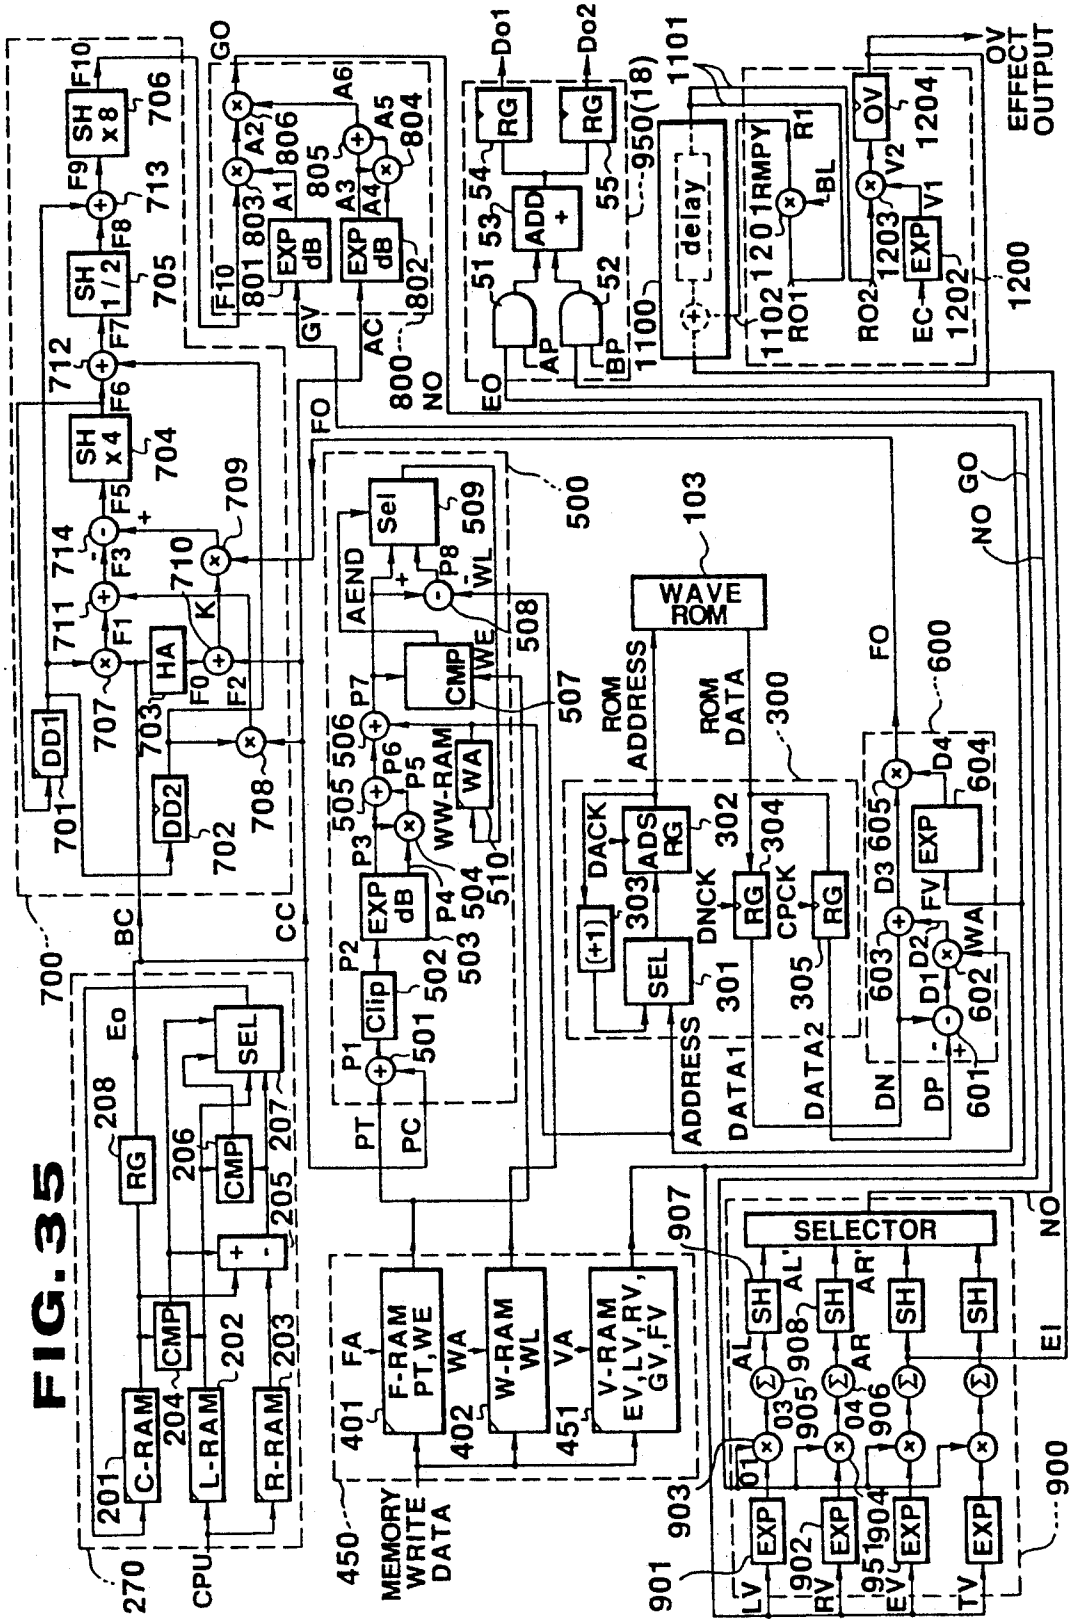 FIG.35
270
201
C-RAM
204
CMP
L-RAM
202
R-RAM
203
CPU
208
RG
Eo
206
CMP
207
SEL
205
+
-
BC
CC
700
701
DD1
DD2
702
707
×
703
HA
F0
F1
711
+
714
-
-
F3
F5
SH
x4
704
F6
712
+
F7
SH
1/2
705
F8
+
713
F9
SH
x8
706
F10
708
×
F2
+
710
K
×
709
+
FO
GO
F10
803
×
A2
×
806
801
EXP
dB
A1
805
+
A6
A3
A4
A5
×
804
EXP
dB
802
GV
AC
800
NO
450
401
F-RAM
PT,WE
FA
402
W-RAM
WL
WA
451
V-RAM
EV,LV,RV,
GV,FV
VA
MEMORY
WRITE
DATA
PT
PC
P1
+
501
Clip
502
P2
EXP
dB
503
P3
P4
×
504
505
+
P5
P6
506
+
P7
WW-RAM
WA
510
CMP
507
WE
AEND
+
-
508
P8
-
WL
Sel
509
500
EO
AP
BP
51
52
53
ADD
+
54
RG
55
RG
Do1
Do2
950(18)
ADDRESS
SEL
301
(+1)
303
DACK
ADS
RG
302
DNCK
RG
304
CPCK
RG
305
300
ROM
ADDRESS
ROM
DATA
WAVE
ROM
103
DATA1
DATA2
DN
DP
-
+
601
-
D1
×
602
D2
WA
603
+
D3
FV
EXP
604
D4
605
×
600
FO
NO
GO
1100
+
delay
1102
1101
1201RMPY
×
BL
R1
RO1
RO2
×
1203
V2
V1
EC
EXP
1202
OV
1204
1200
OV
EFFECT
OUTPUT
901
LV
EXP
903
×
01
03
Σ
905
AL
SH
AL'
907
RV
902
EXP
×
904
04
Σ
906
AR
908
SH
AR'
EV
951
EXP
×
Σ
SH
TV
EXP
×
Σ
SH
SELECTOR
900
EI
NO